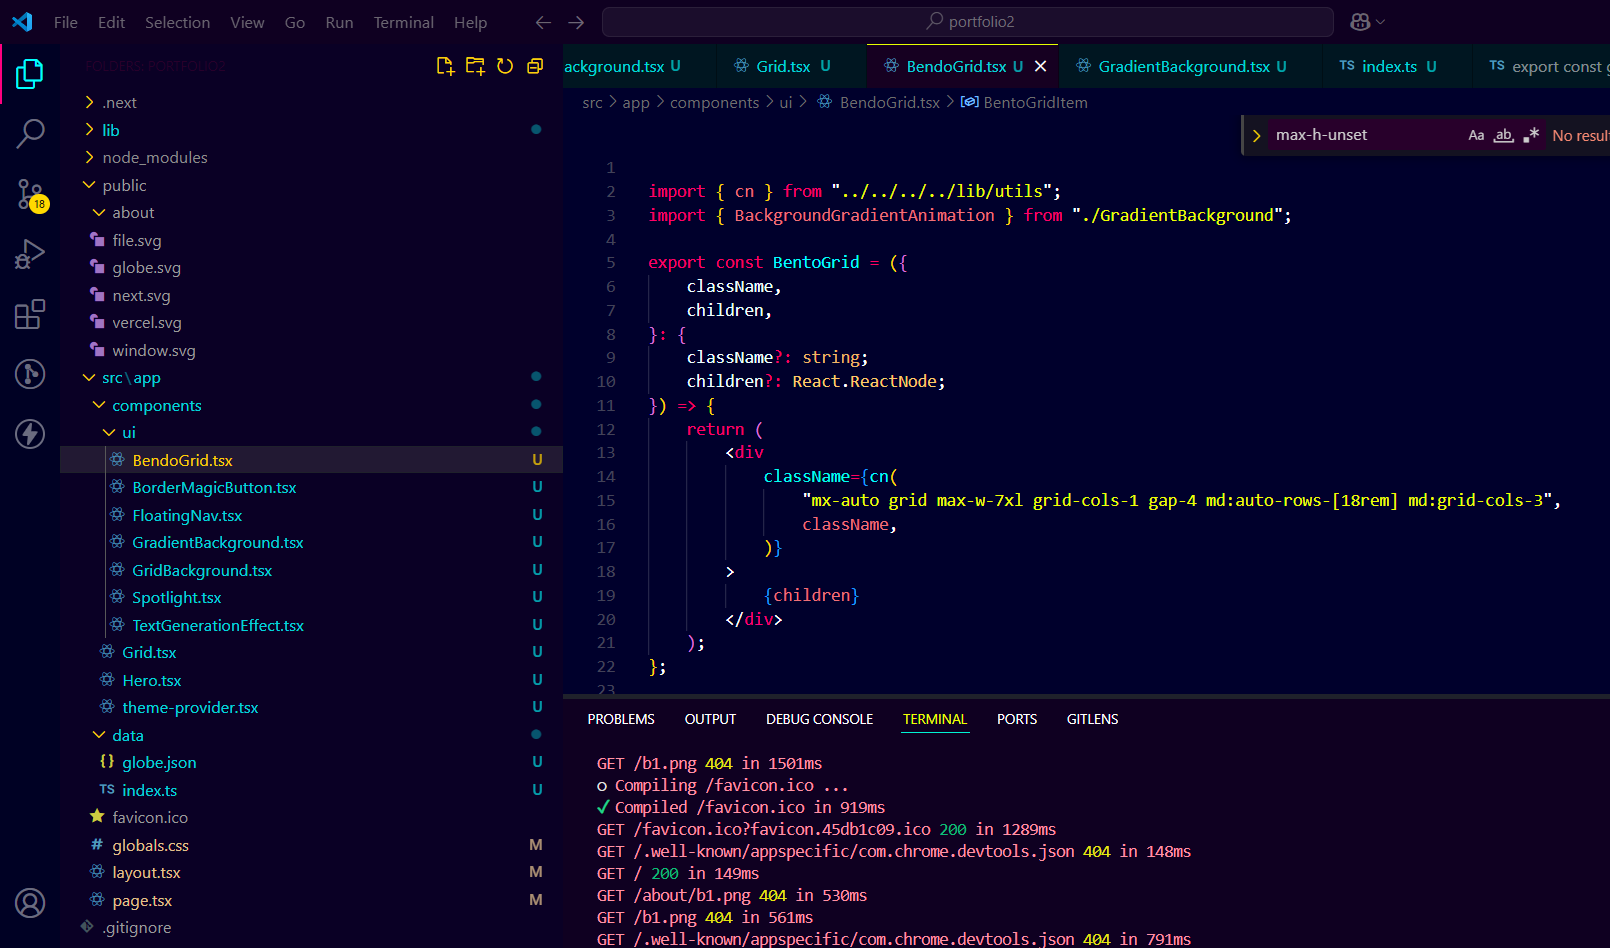 File Edit Selection View Go Run Terminal Help
portfolio2
FOLDERS: PORTFOLIO2
.next
lib
node_modules
public
about
file.svg
globe.svg
next.svg
vercel.svg
window.svg
src\app
components
ui
BendoGrid.tsx U
BorderMagicButton.tsx U
FloatingNav.tsx U
GradientBackground.tsx U
GridBackground.tsx U
Spotlight.tsx U
TextGenerationEffect.tsx U
Grid.tsx U
Hero.tsx U
theme-provider.tsx U
data
{} globe.json U
TS index.ts U
favicon.ico
# globals.css M
layout.tsx M
page.tsx M
.gitignore
18
ackground.tsx U Grid.tsx U BendoGrid.tsx U GradientBackground.tsx U TS index.ts U TS export const g
src > app > components > ui > BendoGrid.tsx > BentoGridItem
max-h-unset Aa ab .* No resul
1
2 import { cn } from "../../../../lib/utils";
3 import { BackgroundGradientAnimation } from "./GradientBackground";
4
5 export const BentoGrid = ({
6 className,
7 children,
8 }: {
9 className?: string;
10 children?: React.ReactNode;
11 }) => {
12 return (
13 <div
14 className={cn(
15 "mx-auto grid max-w-7xl grid-cols-1 gap-4 md:auto-rows-[18rem] md:grid-cols-3",
16 className,
17 )}
18 >
19 {children}
20 </div>
21 );
22 };
23
PROBLEMS OUTPUT DEBUG CONSOLE TERMINAL PORTS GITLENS
GET /b1.png 404 in 1501ms
○ Compiling /favicon.ico ...
✓ Compiled /favicon.ico in 919ms
GET /favicon.ico?favicon.45db1c09.ico 200 in 1289ms
GET /.well-known/appspecific/com.chrome.devtools.json 404 in 148ms
GET / 200 in 149ms
GET /about/b1.png 404 in 530ms
GET /b1.png 404 in 561ms
GET /.well-known/appspecific/com.chrome.devtools.json 404 in 791ms